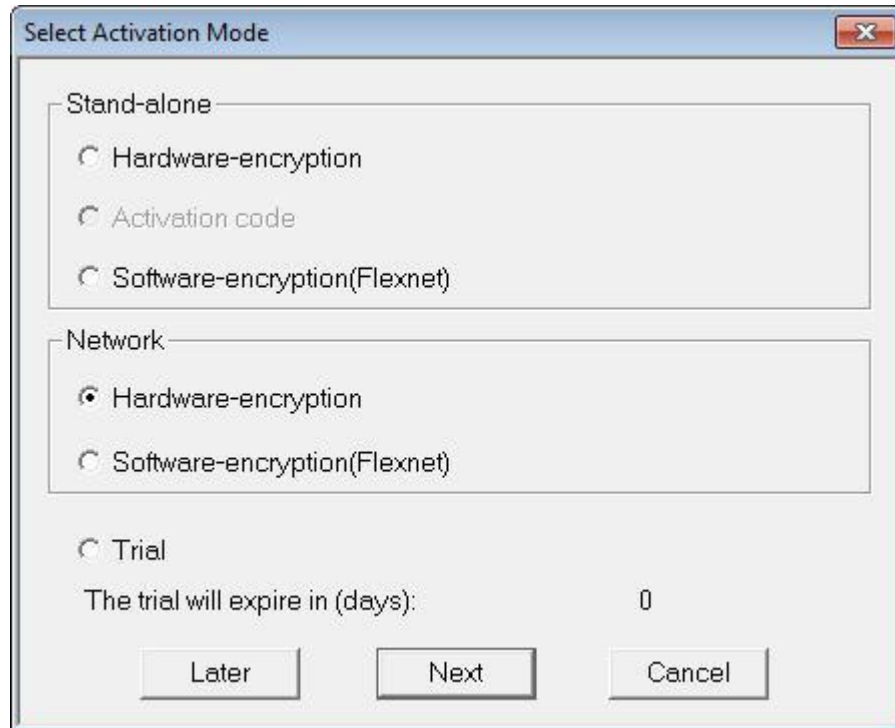 Select Activation Mode
Stand-alone
Hardware-encryption
Activation code
Software-encryption(Flexnet)
Network
Hardware-encryption
Software-encryption(Flexnet)
Trial
The trial will expire in (days): 0
Later Next Cancel